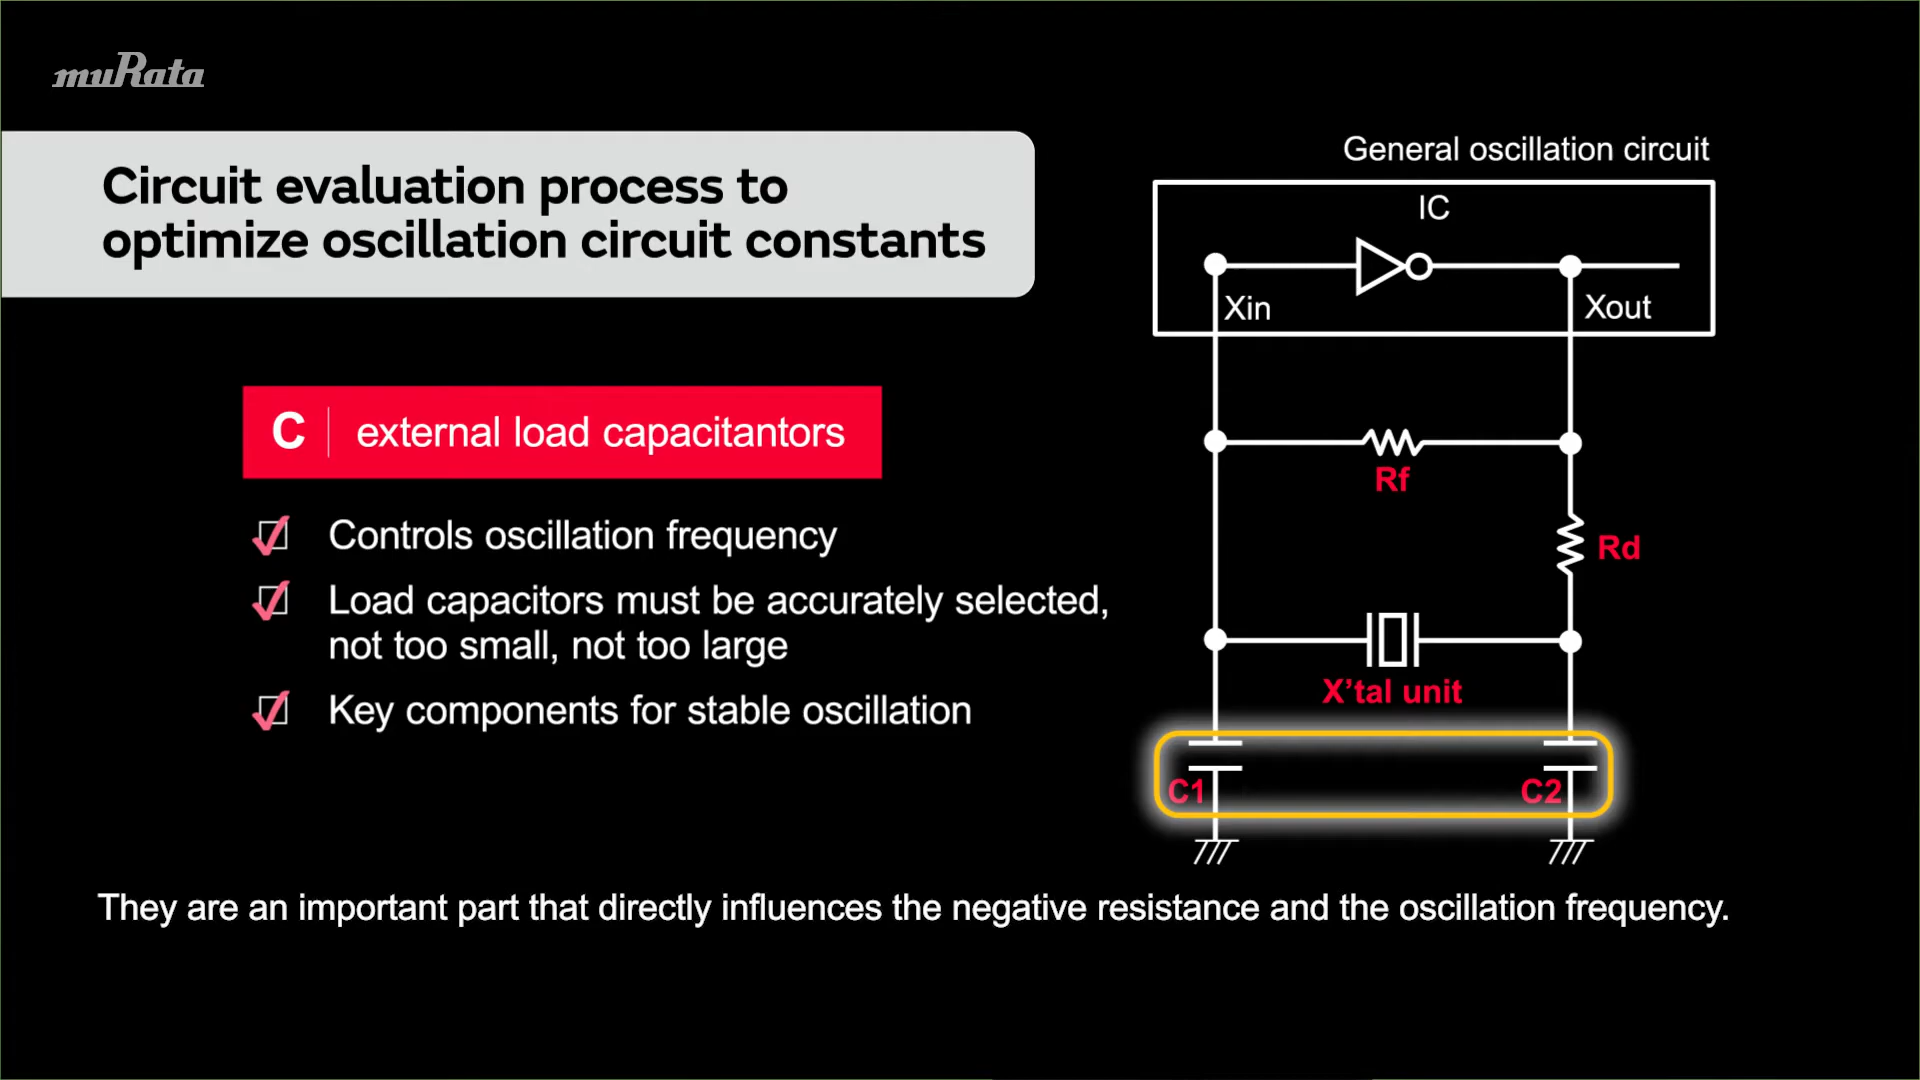 muRata
Circuit evaluation process to
optimize oscillation circuit constants
General oscillation circuit
IC
Xin
Xout
C external load capacitantors
Controls oscillation frequency
Load capacitors must be accurately selected,
not too small, not too large
Key components for stable oscillation
Rf
Rd
X'tal unit
C1
C2
They are an important part that directly influences the negative resistance and the oscillation frequency.